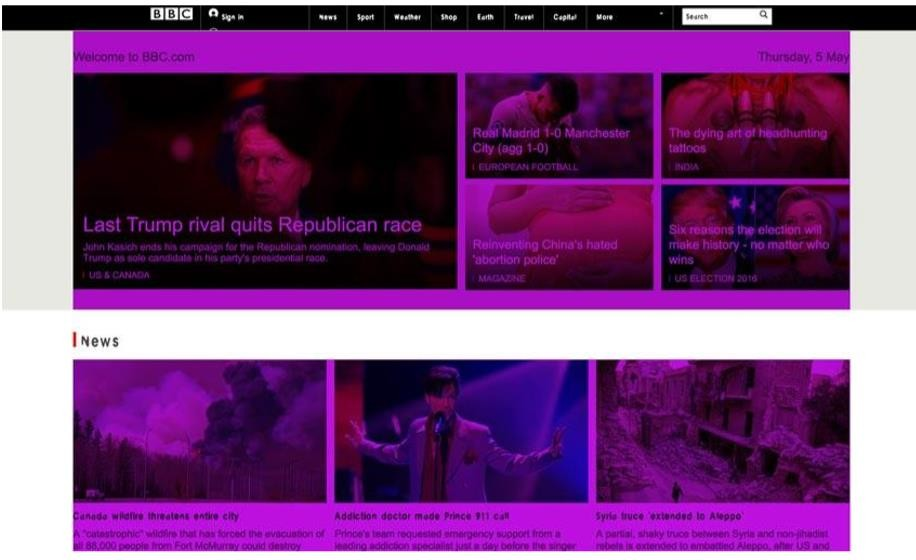 BBC
Sign in
News
Sport
Weather
Shop
Earth
Travel
Capital
More
Search
Welcome to BBC.com
Thursday, 5 May
Last Trump rival quits Republican race
John Kasich ends his campaign for the Republican nomination, leaving Donald
Trump as sole candidate in his party's presidential race.
US & CANADA
Real Madrid 1-0 Manchester
City (agg 1-0)
EUROPEAN FOOTBALL
The dying art of headhunting
tattoos
INDIA
Reinventing China's hated
'abortion police'
MAGAZINE
Six reasons the election will
make history - no matter who
wins
US ELECTION 2016
News
Canada wildfire threatens entire city
A "catastrophic" wildfire that has forced the evacuation of
all 88,000 people from Fort McMurray could destroy
Addiction doctor made Prince 911 call
Prince's team requested emergency support from a
leading addiction specialist just a day before the singer
Syria truce 'extended to Aleppo'
A partial, shaky truce between Syria and non-jihadist
rebels is extended to embattled Aleppo, after US and